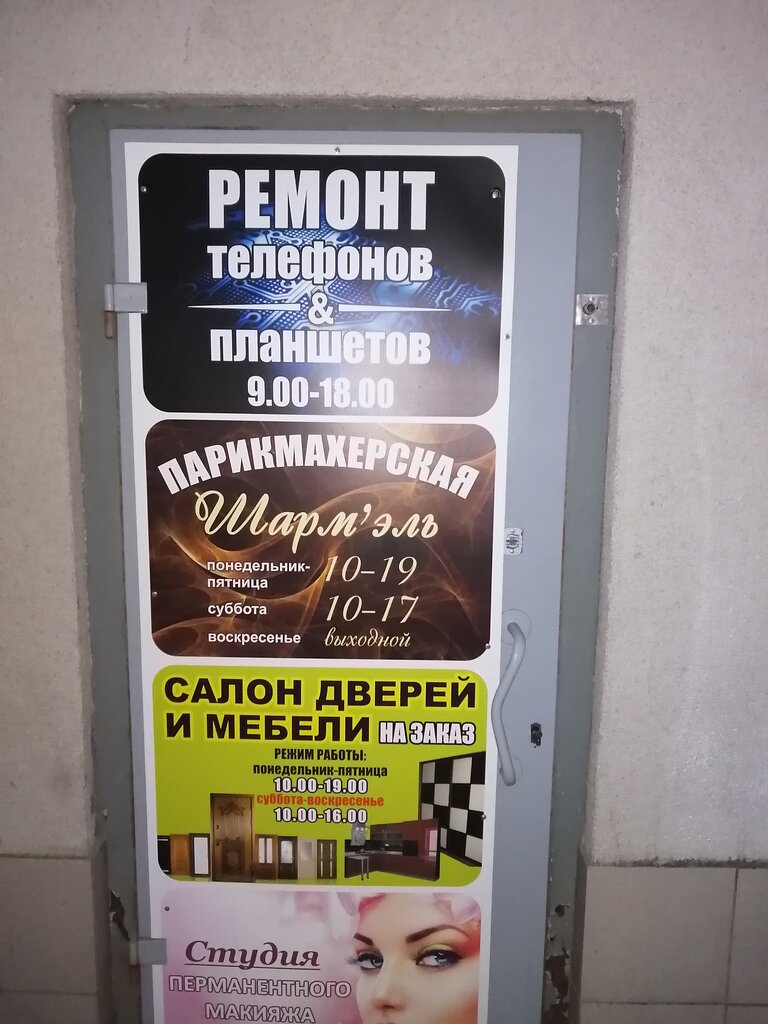 РЕМОНТ
телефонов
&
планшетов
9.00-18.00
ПАРИКМАХЕРСКАЯ
Шарм'эль
понедельник-
пятница 10-19
суббота 10-17
воскресенье выходной
САЛОН ДВЕРЕЙ
И МЕБЕЛИ НА ЗАКАЗ
РЕЖИМ РАБОТЫ:
понедельник-пятница
10.00-19.00
суббота-воскресенье
10.00-16.00
Студия
ПЕРМАНЕНТНОГО
МАКИЯЖА